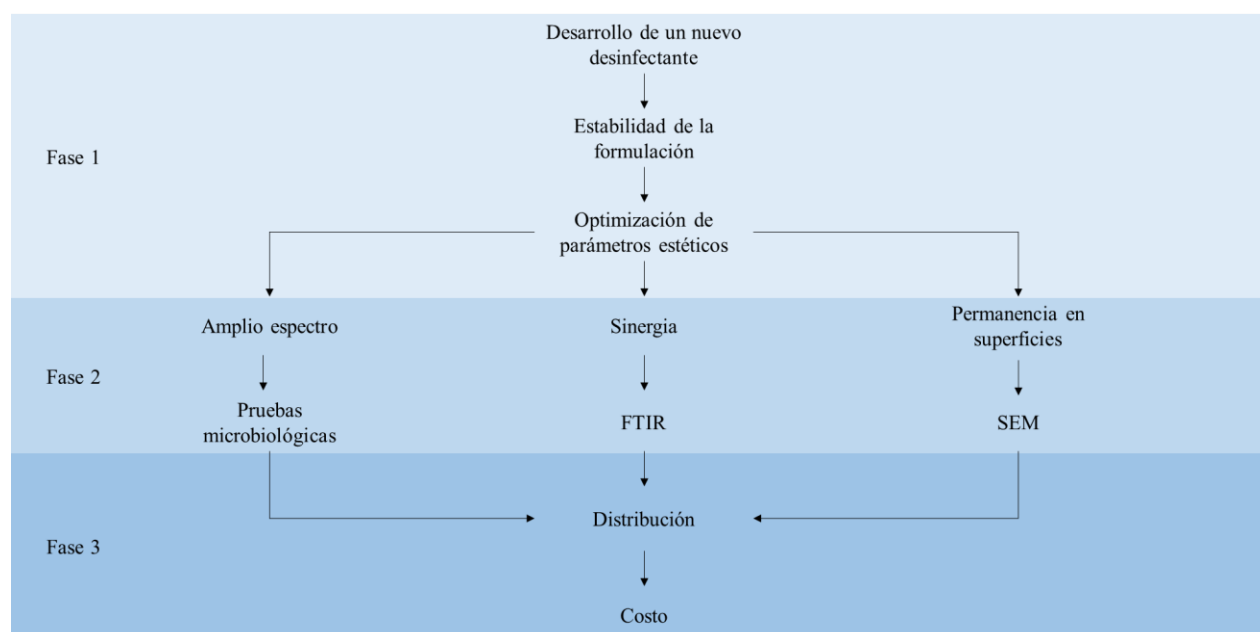 Desarrollo de un nuevo
desinfectante
Fase 1
Estabilidad de la
formulación
Optimización de
parámetros estéticos
Fase 2
Amplio espectro
Sinergia
Permanencia en
superficies
Pruebas
microbiológicas
FTIR
SEM
Fase 3
Distribución
Costo